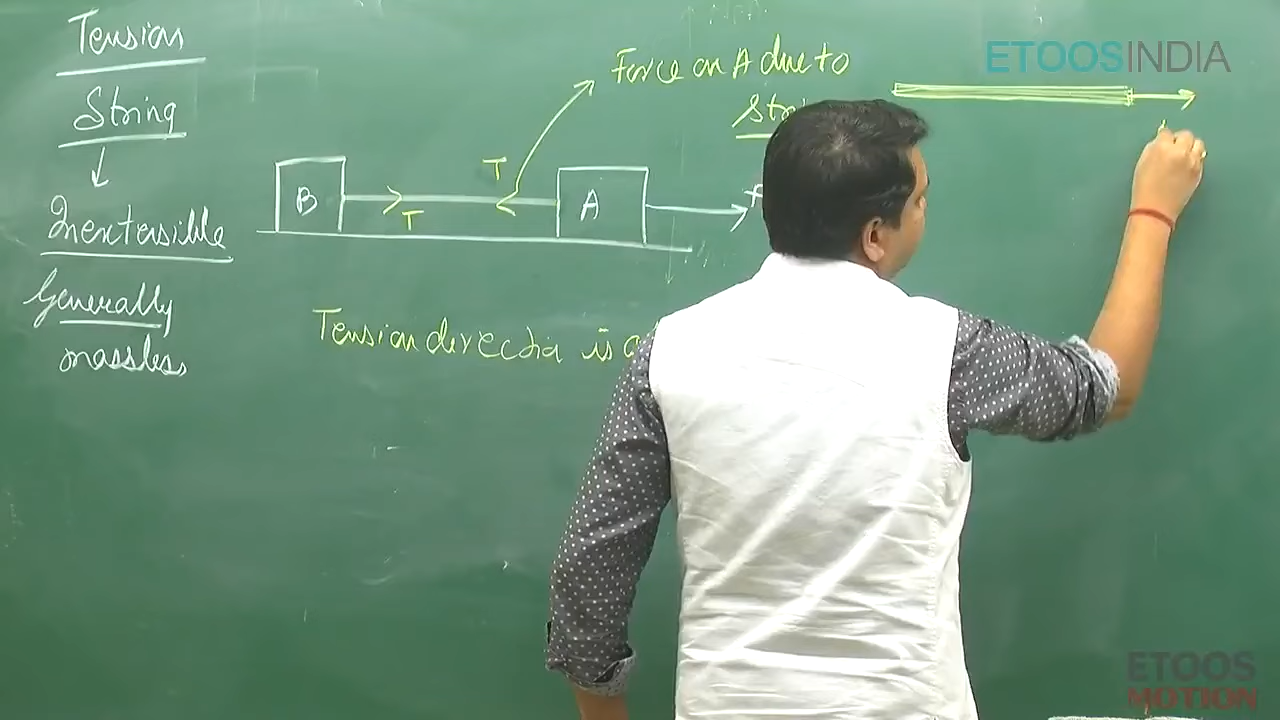 Tension
String
Inextensible
Generally
massless
Force on A due to
B
T
T
A
Tension direction is
ETOOSINDIA
ETOOS
MOTION